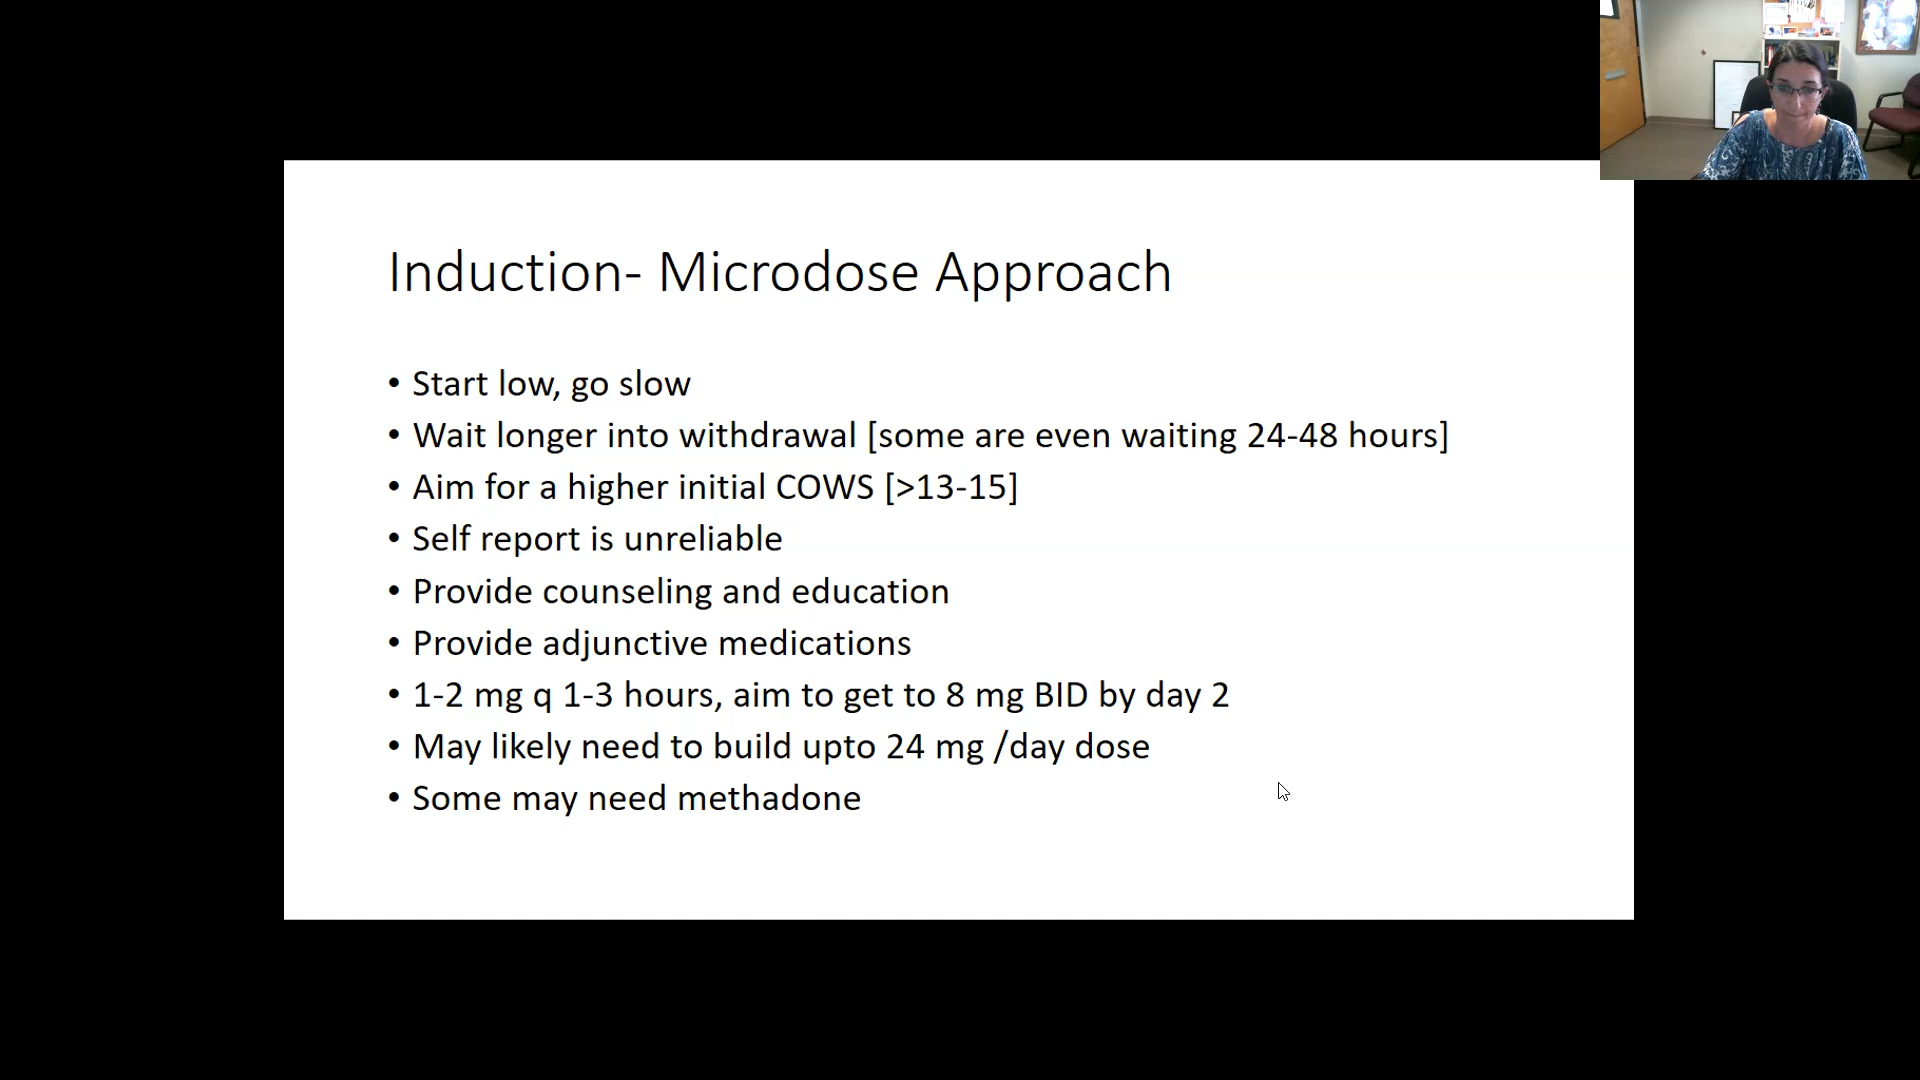 Induction- Microdose Approach
• Start low, go slow
• Wait longer into withdrawal [some are even waiting 24-48 hours]
• Aim for a higher initial COWS [>13-15]
• Self report is unreliable
• Provide counseling and education
• Provide adjunctive medications
• 1-2 mg q 1-3 hours, aim to get to 8 mg BID by day 2
• May likely need to build upto 24 mg /day dose
• Some may need methadone